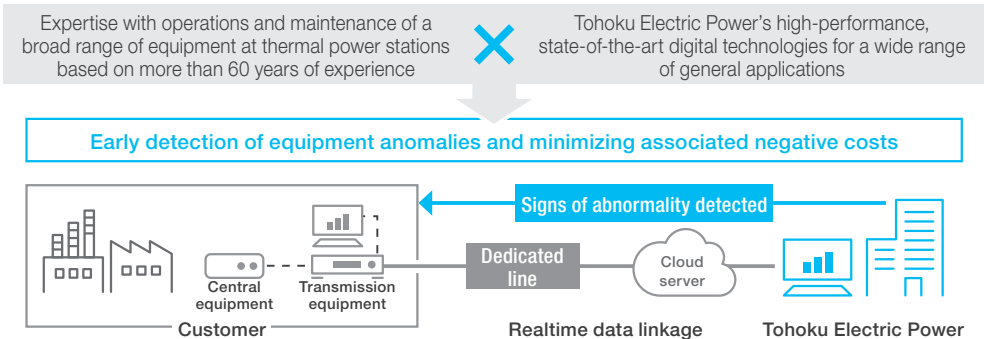 Expertise with operations and maintenance of a
broad range of equipment at thermal power stations
based on more than 60 years of experience
Tohoku Electric Power's high-performance,
state-of-the-art digital technologies for a wide range
of general applications
Early detection of equipment anomalies and minimizing associated negative costs
Signs of abnormality detected
Dedicated
line
Cloud
server
Central
equipment
Transmission
equipment
Customer
Realtime data linkage
Tohoku Electric Power